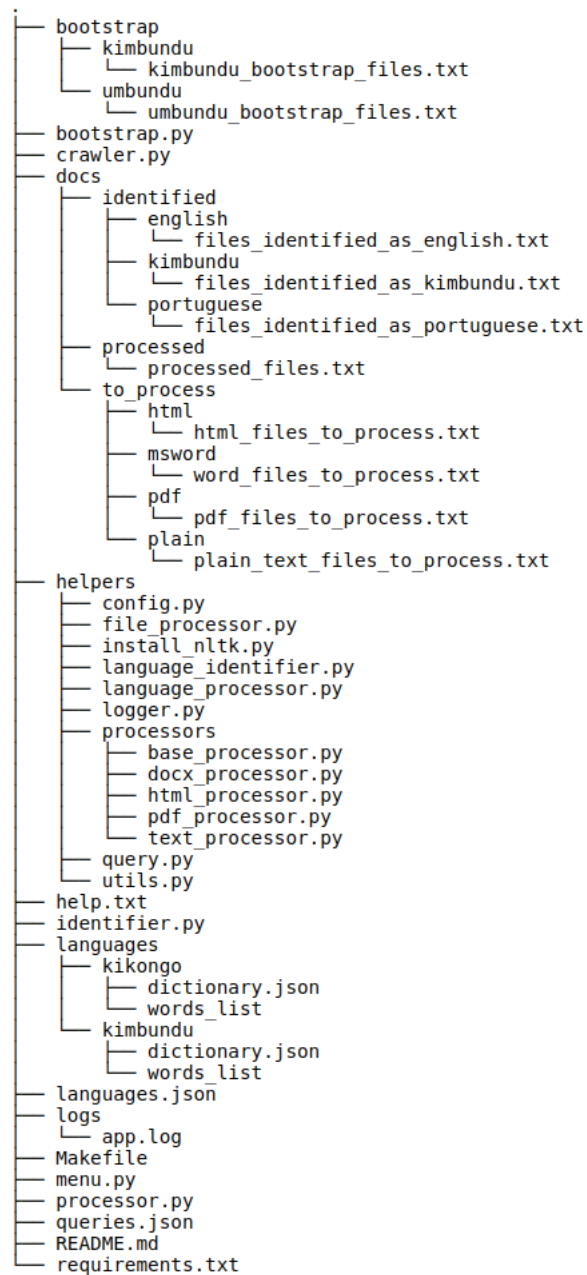 .
├── bootstrap
│   ├── kimbundu
│   │   └── kimbundu_bootstrap_files.txt
│   └── umbundu
│       └── umbundu_bootstrap_files.txt
├── bootstrap.py
├── crawler.py
├── docs
│   ├── identified
│   │   ├── english
│   │   │   └── files_identified_as_english.txt
│   │   ├── kimbundu
│   │   │   └── files_identified_as_kimbundu.txt
│   │   └── portuguese
│   │       └── files_identified_as_portuguese.txt
│   ├── processed
│   │   └── processed_files.txt
│   └── to_process
│       ├── html
│       │   └── html_files_to_process.txt
│       ├── msword
│       │   └── word_files_to_process.txt
│       ├── pdf
│       │   └── pdf_files_to_process.txt
│       └── plain
│           └── plain_text_files_to_process.txt
├── helpers
│   ├── config.py
│   ├── file_processor.py
│   ├── install_nltk.py
│   ├── language_identifier.py
│   ├── language_processor.py
│   ├── logger.py
│   ├── processors
│   │   ├── base_processor.py
│   │   ├── docx_processor.py
│   │   ├── html_processor.py
│   │   ├── pdf_processor.py
│   │   └── text_processor.py
│   ├── query.py
│   └── utils.py
├── help.txt
├── identifier.py
├── languages
│   ├── kikongo
│   │   ├── dictionary.json
│   │   └── words_list
│   └── kimbundu
│       ├── dictionary.json
│       └── words_list
├── languages.json
├── logs
│   └── app.log
├── Makefile
├── menu.py
├── processor.py
├── queries.json
├── README.md
└── requirements.txt